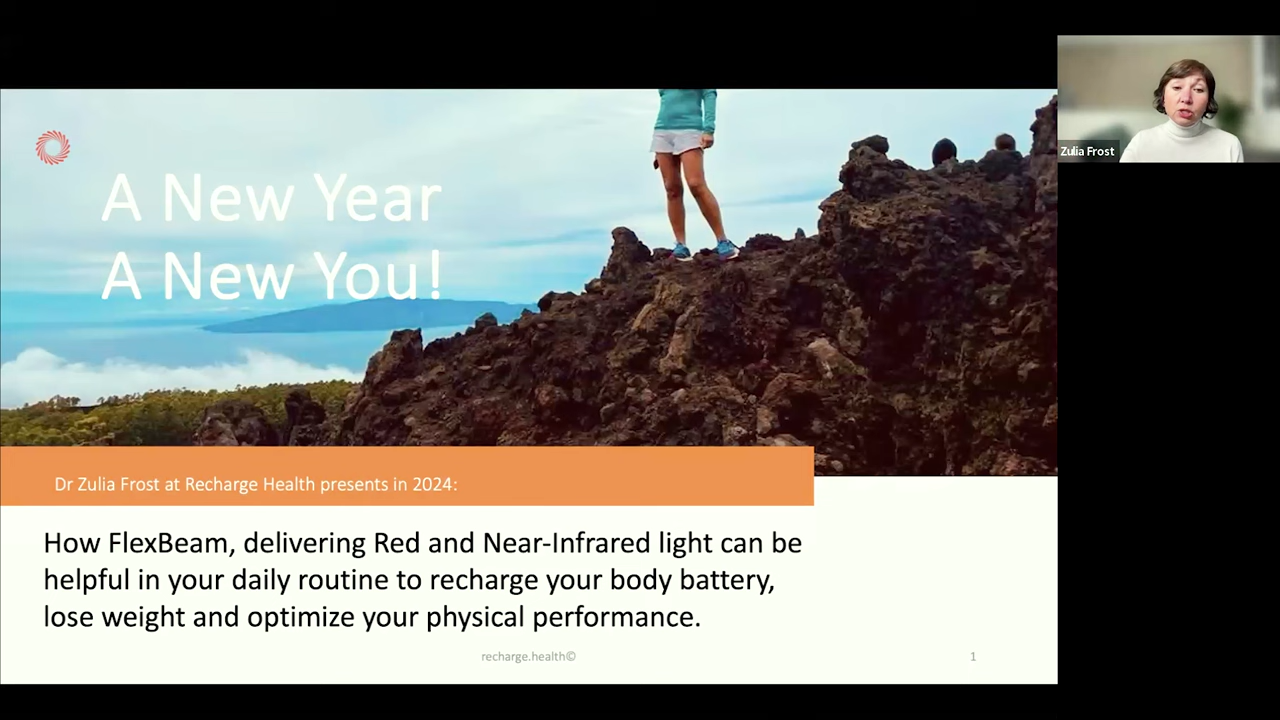 A New Year
A New You!
Zulia Frost
Dr Zulia Frost at Recharge Health presents in 2024:
How FlexBeam, delivering Red and Near-Infrared light can be
helpful in your daily routine to recharge your body battery,
lose weight and optimize your physical performance.
recharge.health©
1